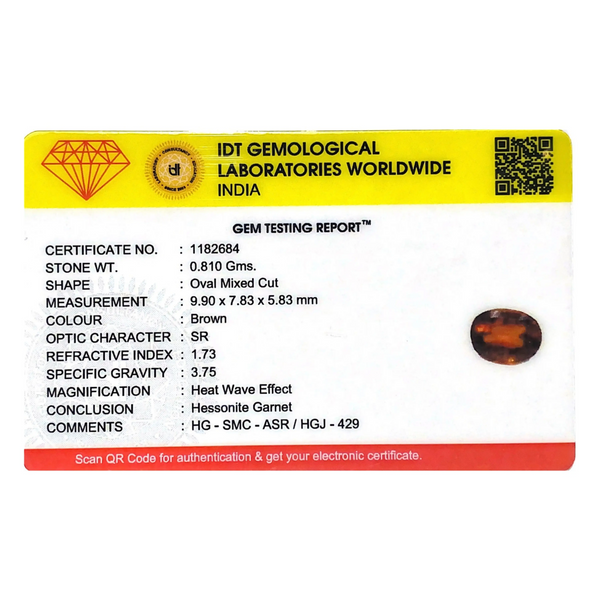 idt
IDT GEMOLOGICAL
LABORATORIES WORLDWIDE
INDIA
GEM TESTING REPORT™
CERTIFICATE NO. : 1182684
STONE WT. : 0.810 Gms.
SHAPE : Oval Mixed Cut
MEASUREMENT : 9.90 x 7.83 x 5.83 mm
COLOUR : Brown
OPTIC CHARACTER : SR
REFRACTIVE INDEX : 1.73
SPECIFIC GRAVITY : 3.75
MAGNIFICATION : Heat Wave Effect
CONCLUSION : Hessonite Garnet
COMMENTS : HG - SMC - ASR / HGJ - 429
Scan QR Code for authentication & get your electronic certificate.